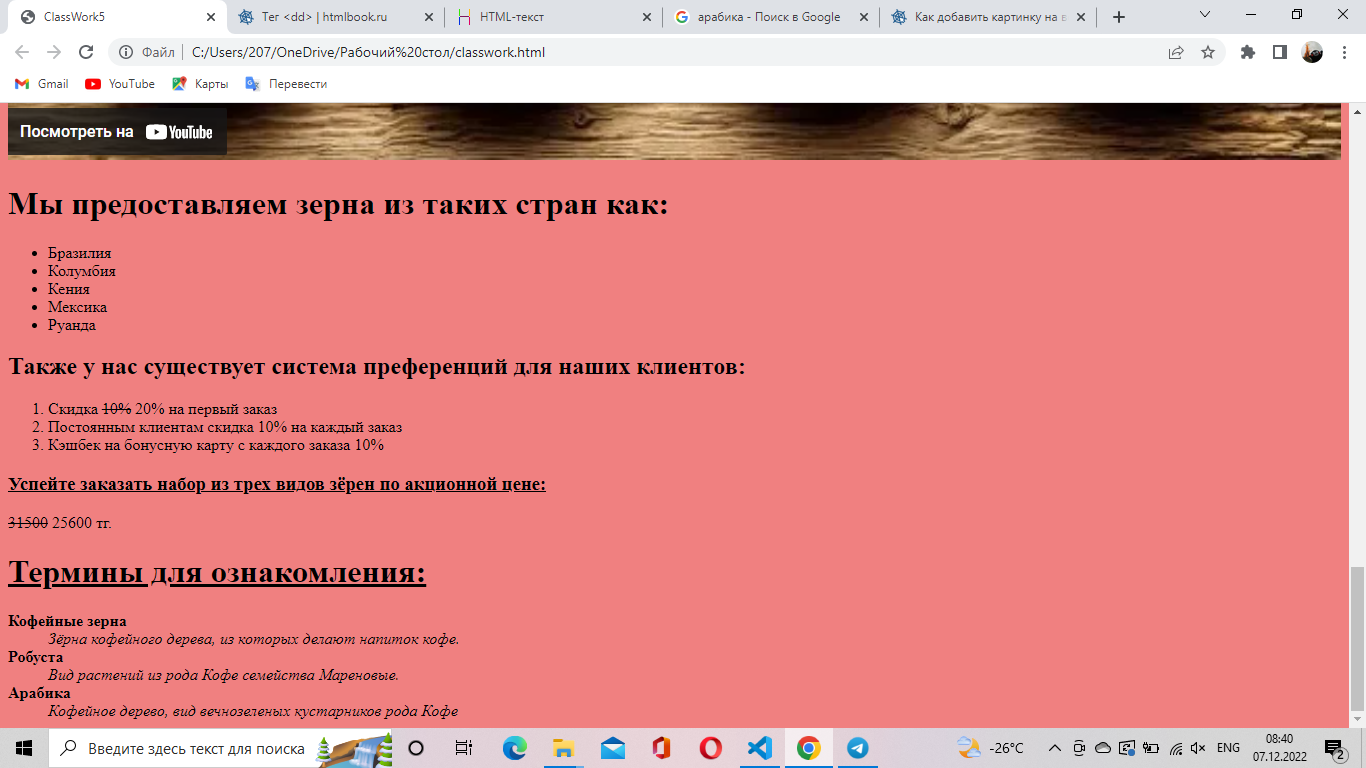 ClassWork5
Тег <dd> | htmlbook.ru
HTML-текст
арабика - Поиск в Google
Как добавить картинку на в
Файл
C:/Users/207/OneDrive/Рабочий%20стол/classwork.html
Gmail
YouTube
Карты
Перевести
Посмотреть на YouTube
Мы предоставляем зерна из таких стран как:
• Бразилия
• Колумбия
• Кения
• Мексика
• Руанда
Также у нас существует система преференций для наших клиентов:
1. Скидка 10% 20% на первый заказ
2. Постоянным клиентам скидка 10% на каждый заказ
3. Кэшбек на бонусную карту с каждого заказа 10%
Успейте заказать набор из трех видов зёрен по акционной цене:
31500 25600 тг.
Термины для ознакомления:
Кофейные зерна
Зёрна кофейного дерева, из которых делают напиток кофе.
Робуста
Вид растений из рода Кофе семейства Мареновые.
Арабика
Кофейное дерево, вид вечнозеленых кустарников рода Кофе
Введите здесь текст для поиска
-26°C
ENG
08:40
07.12.2022
2